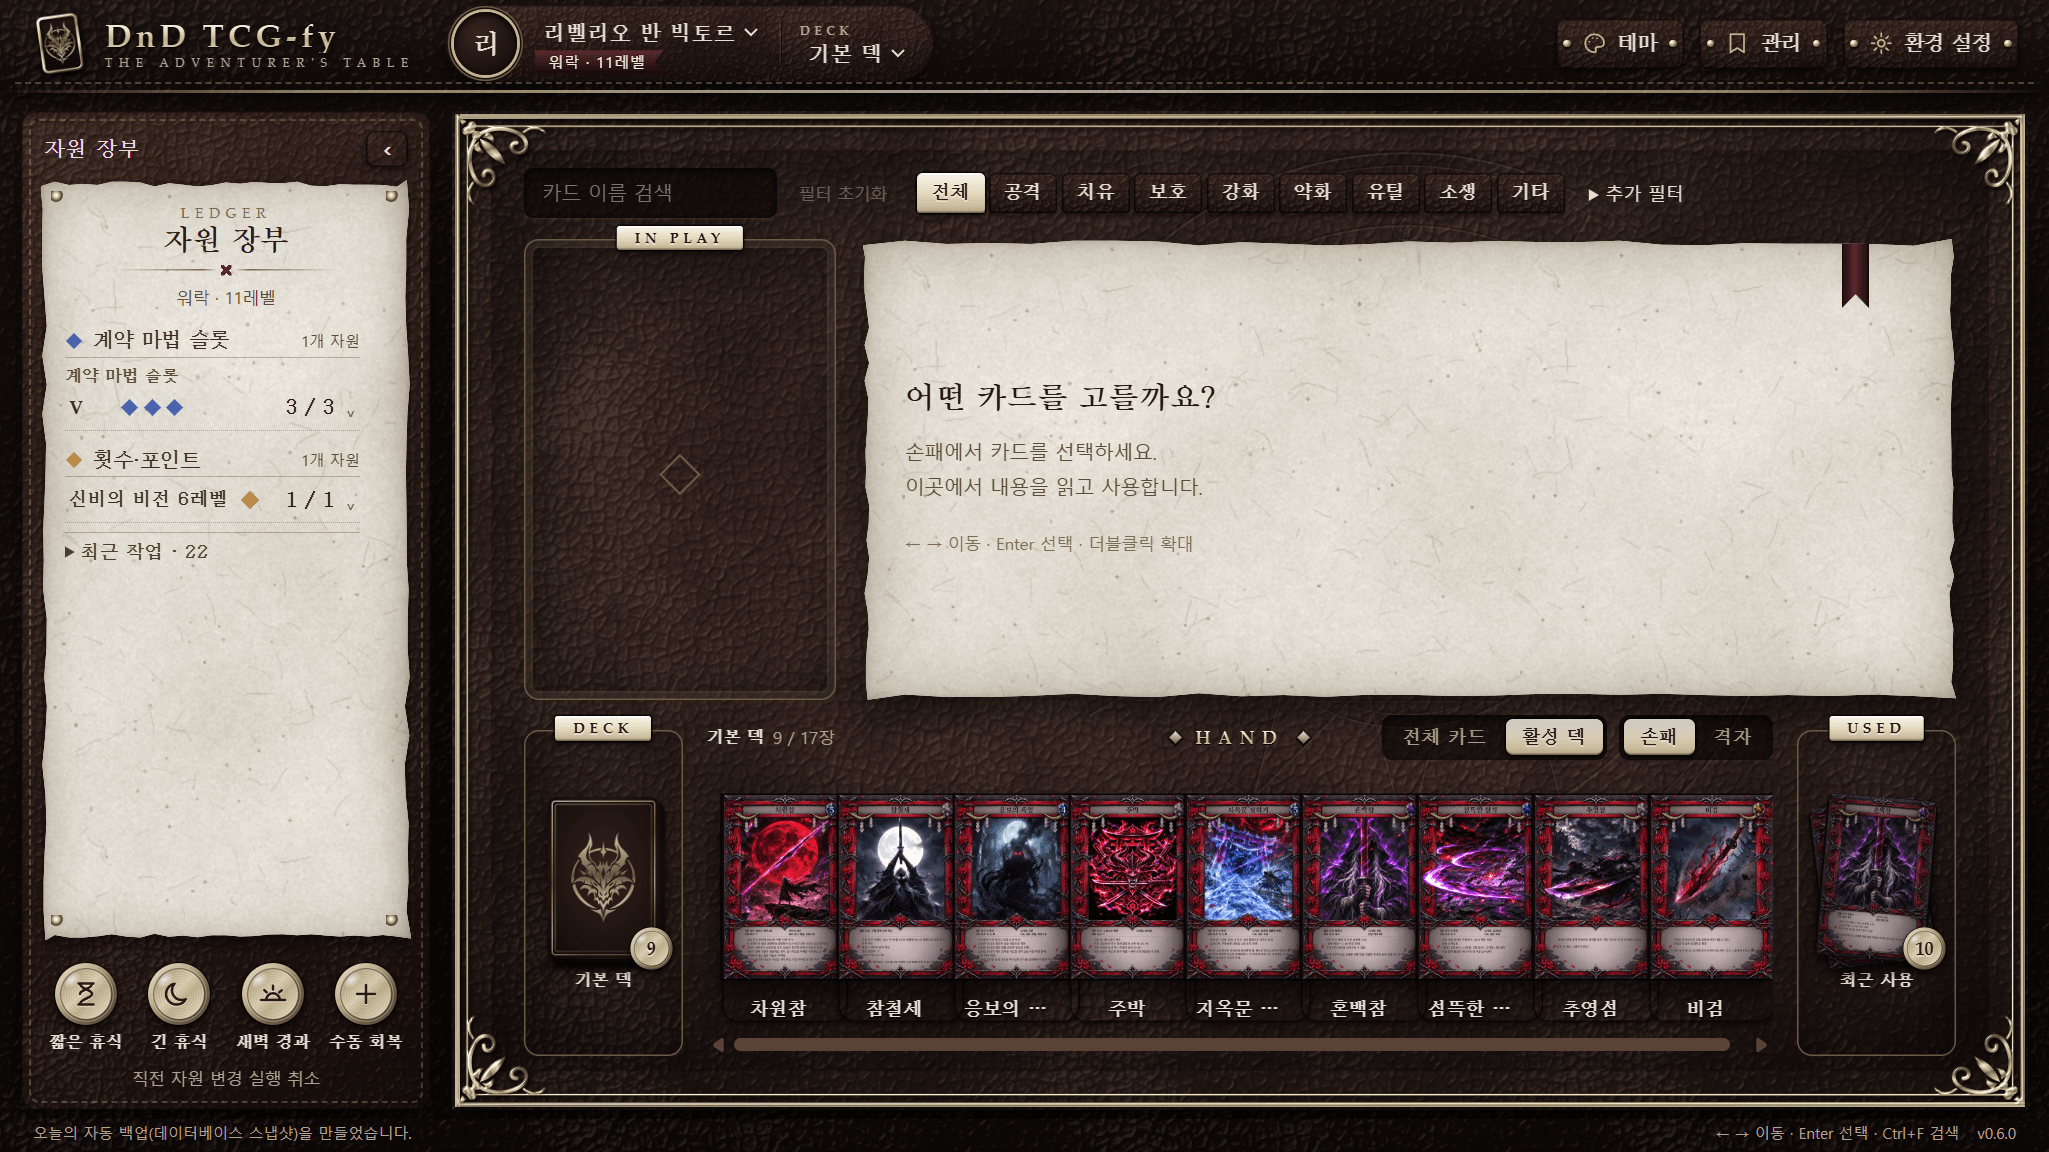 DnD TCG-fy
THE ADVENTURER'S TABLE
리
리벨리오 반 빅토르
워락 · 11레벨
DECK
기본 덱
테마
관리
환경 설정
자원 장부
LEDGER
자원 장부
워락 · 11레벨
계약 마법 슬롯
1개 자원
계약 마법 슬롯
V
3 / 3
횟수·포인트
1개 자원
신비의 비전 6레벨
1 / 1
최근 작업 · 22
짧은 휴식
긴 휴식
새벽 경과
수동 회복
직전 자원 변경 실행 취소
카드 이름 검색
필터 초기화
전체
공격
치유
보호
강화
약화
유틸
소생
기타
추가 필터
IN PLAY
어떤 카드를 고를까요?
손패에서 카드를 선택하세요.
이곳에서 내용을 읽고 사용합니다.
← → 이동 · Enter 선택 · 더블클릭 확대
DECK
9
기본 덱
기본 덱 9 / 17장
HAND
전체 카드
활성 덱
손패
격자
차원참
참철세
응보의 ···
주박
지옥문 ···
혼백참
섬뜩한 ···
추영섬
비검
USED
10
최근 사용
오늘의 자동 백업(데이터베이스 스냅샷)을 만들었습니다.
← → 이동 · Enter 선택 · Ctrl+F 검색
v0.6.0